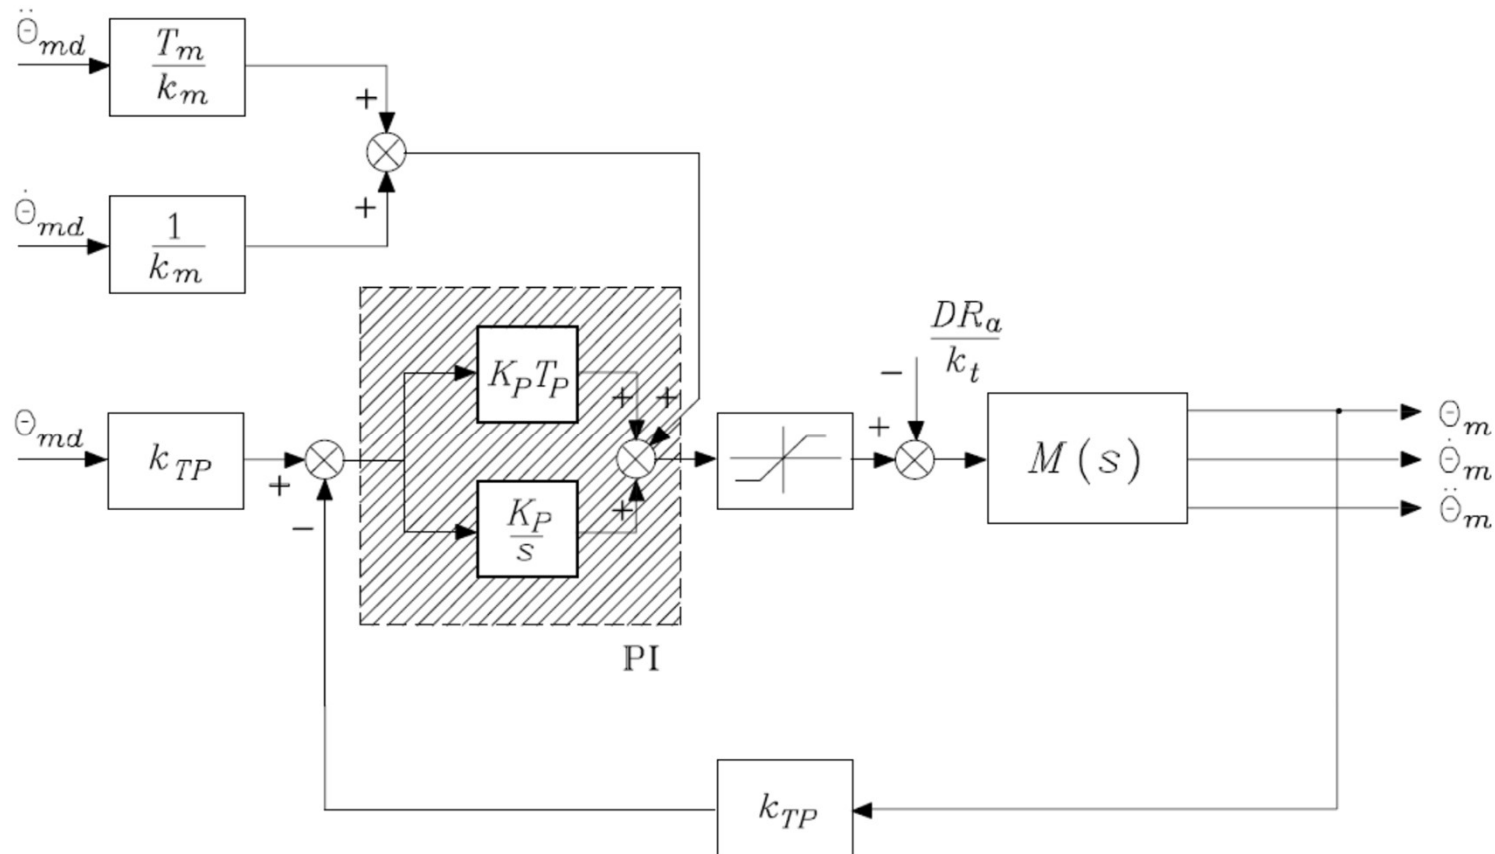 Θ̈md
Tm
km
+
+
Θ̇md
1
km
DRa
kt
−
Θmd
kTP
+
−
KPTP
+
+
KP
s
+
+
M(s)
Θm
Θ̇m
Θ̈m
PI
kTP